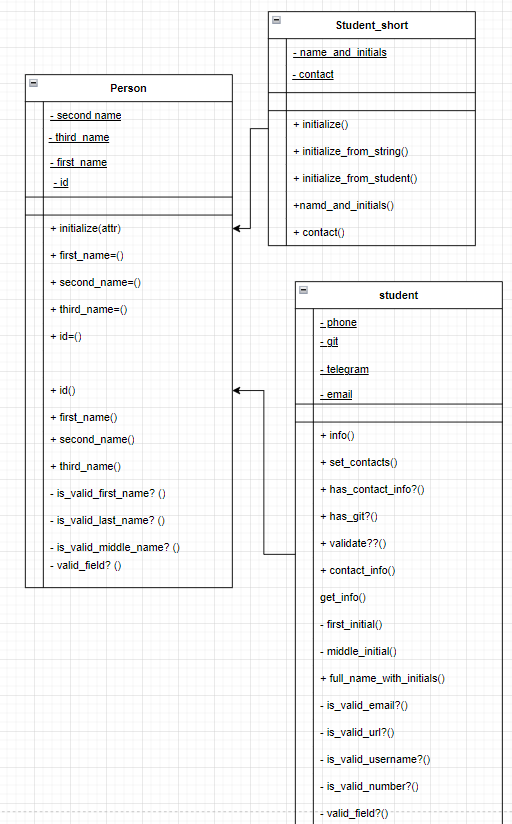 Student_short
- name_and_initials
- contact
+ initialize()
+ initialize_from_string()
+ initialize_from_student()
+namd_and_initials()
+ contact()
Person
- second name
- third_name
- first_name
- id
+ initialize(attr)
+ first_name=()
+ second_name=()
+ third_name=()
+ id=()
+ id()
+ first_name()
+ second_name()
+ third_name()
- is_valid_first_name? ()
- is_valid_last_name? ()
- is_valid_middle_name? ()
- valid_field? ()
student
- phone
- git
- telegram
- email
+ info()
+ set_contacts()
+ has_contact_info?()
+ has_git?()
+ validate??()
+ contact_info()
get_info()
- first_initial()
- middle_initial()
+ full_name_with_initials()
- is_valid_email?()
- is_valid_url?()
- is_valid_username?()
- is_valid_number?()
- valid_field?()